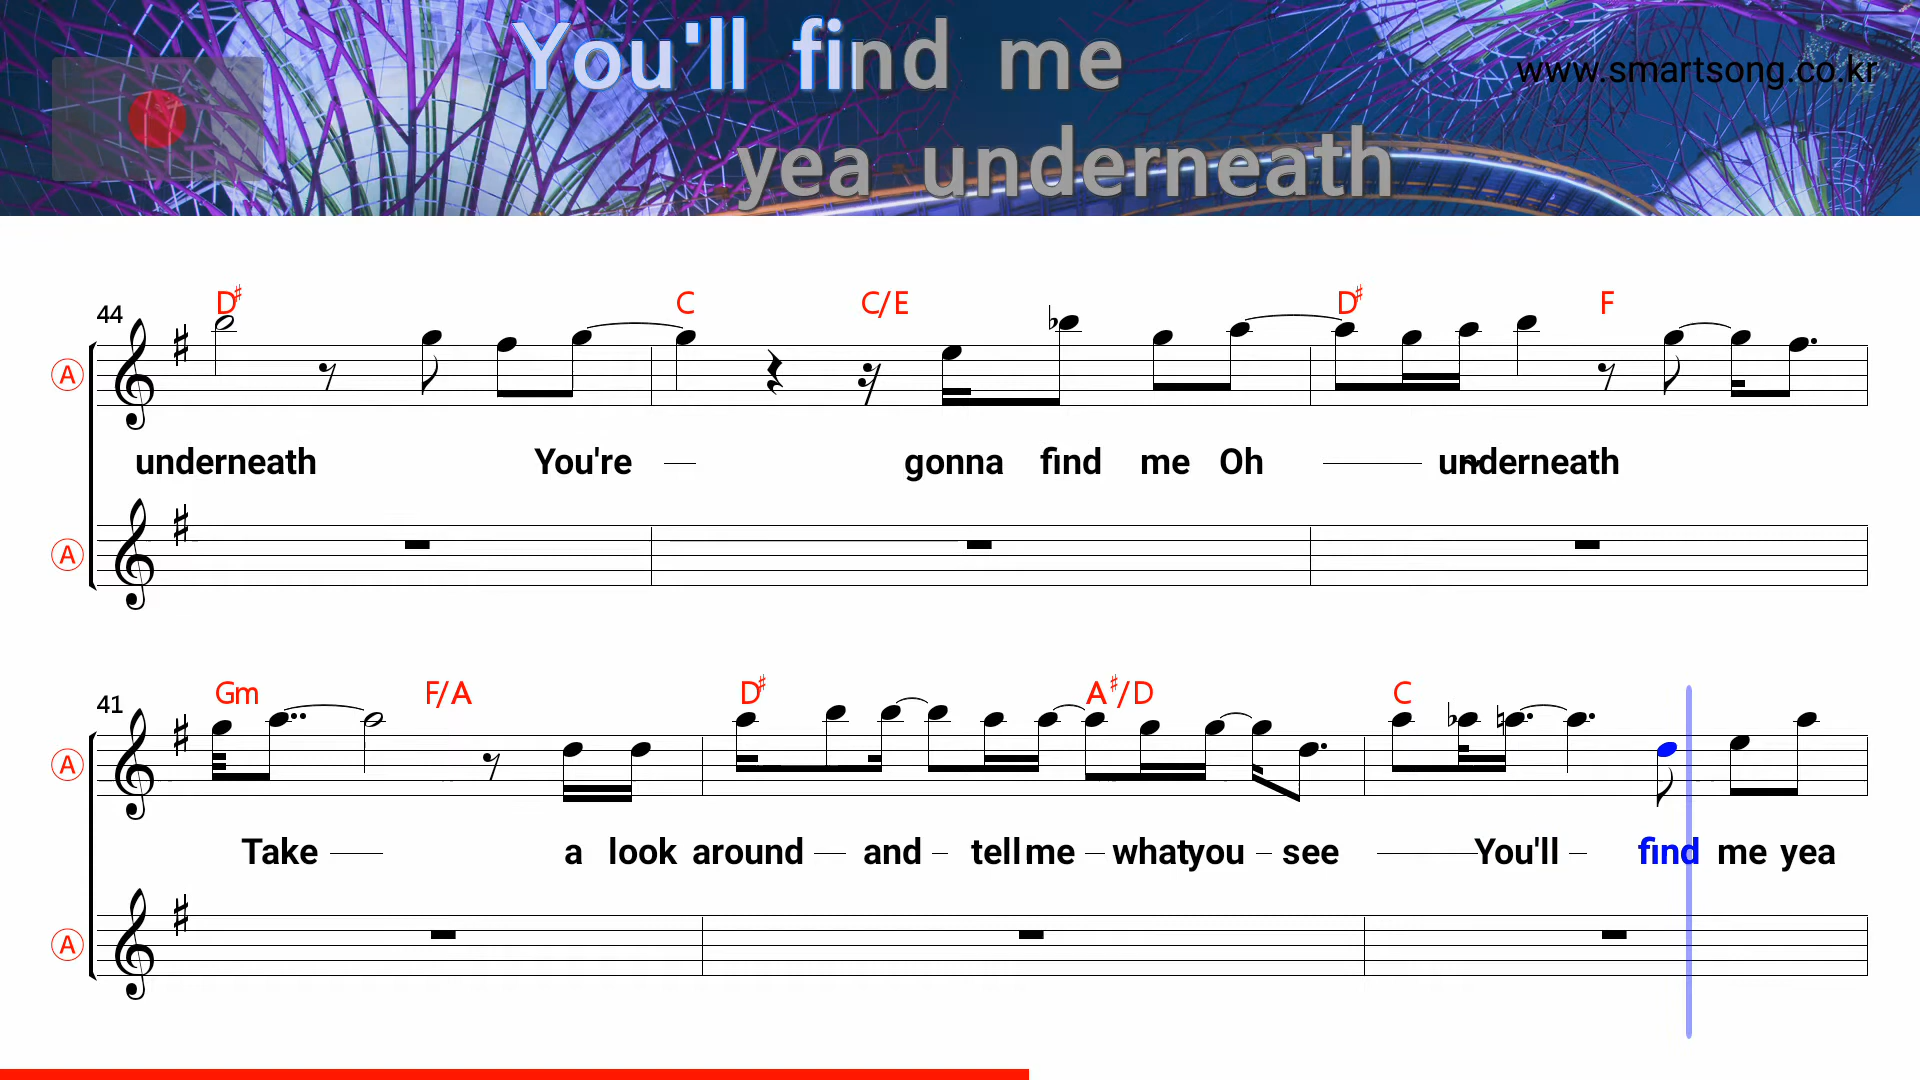 You'll find me
www.smartsong.co.kr
yea underneath
44
D♯ C C/E D♯ F
A
underneath You're gonna find me Oh underneath
A
41
Gm F/A D♯ A♯/D C
A
Take a look around and tell me what you see You'll find me yea
A